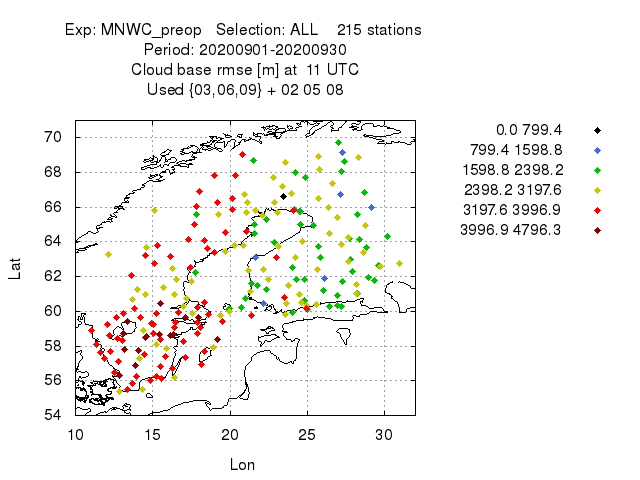 Exp: MNWC_preop   Selection: ALL    215 stations
Period: 20200901-20200930
Cloud base rmse [m] at  11 UTC
Used {03,06,09} + 02 05 08
0.0 799.4
799.4 1598.8
1598.8 2398.2
2398.2 3197.6
3197.6 3996.9
3996.9 4796.3
70
68
66
64
62
60
58
56
54
Lat
10 15 20 25 30
Lon